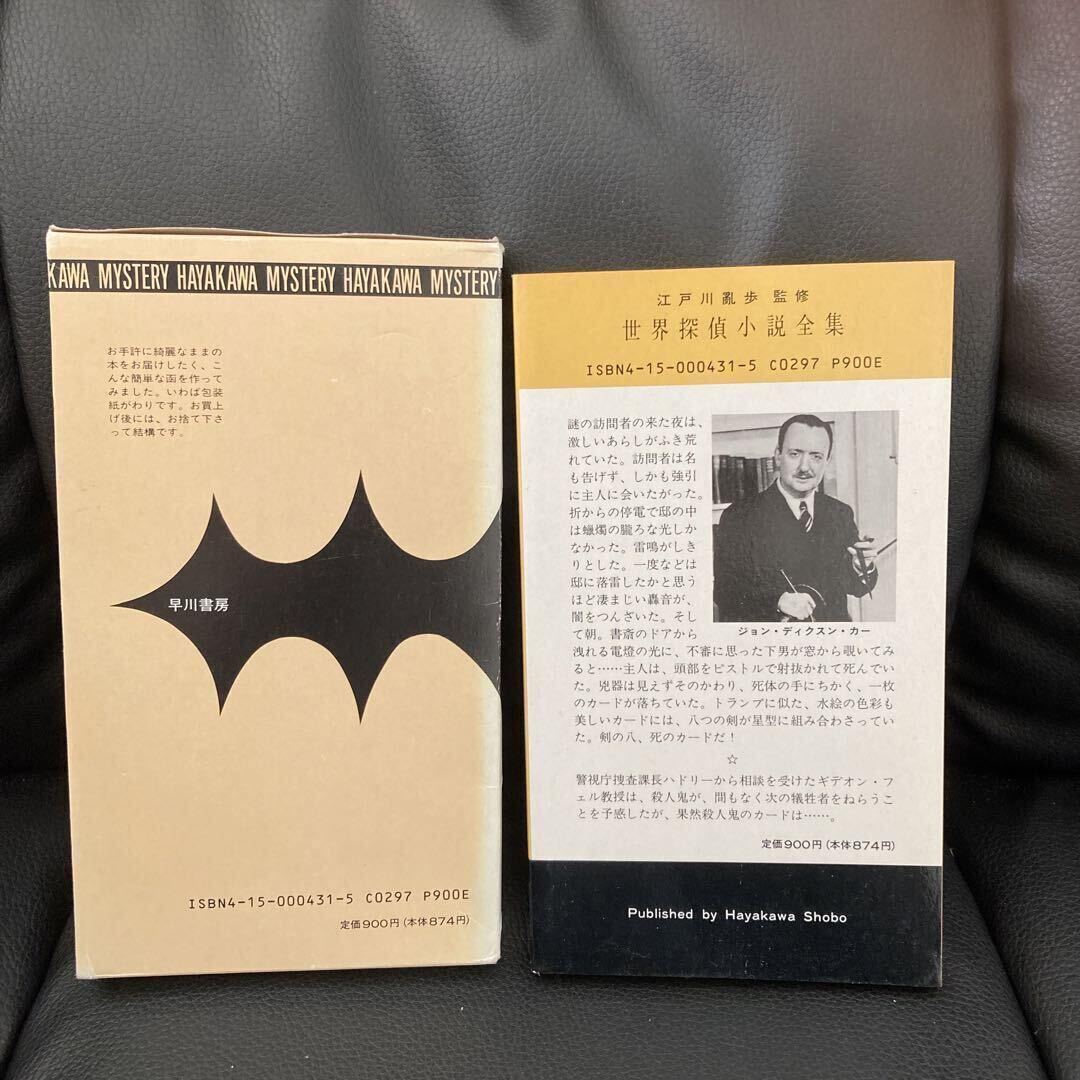 KAWA MYSTERY HAYAKAWA MYSTERY HAYAKAWA MYSTERY
お手許に綺麗なままの
本をお届けしたく、こ
んな簡単な函を作って
みました。いわば包装
紙がわりです。お買上
げ後には、お捨て下さ
って結構です。
早川書房
ISBN4-15-000431-5 C0297 P900E
定価900円(本体874円)
江戸川亂歩 監修
世界探偵小説全集
ISBN4-15-000431-5 C0297 P900E
謎の訪問者の来た夜は、
激しいあらしがふき荒
れていた。訪問者は名
も告げず、しかも強引
に主人に会いたがった。
折からの停電で邸の中
は蠟燭の朧ろな光しか
なかった。雷鳴がしき
りとした。一度などは
邸に落雷したかと思う
ほど凄まじい轟音が、
闇をつんざいた。そし
て朝。書斎のドアから
洩れる電燈の光に、不審に思った下男が窓から覗いてみ
ると……主人は、頭部をピストルで射抜かれて死んでい
た。兇器は見えずそのかわり、死体の手にちかく、一枚
のカードが落ちていた。トランプに似た、水絵の色彩も
美しいカードには、八つの剣が星型に組み合わさってい
た。剣の八、死のカードだ!
☆
警視庁捜査課長ハドリーから相談を受けたギデオン・フ
ェル教授は、殺人鬼が、間もなく次の犠牲者をねらうこ
とを予感したが、果然殺人鬼のカードは……。
ジョン・ディクスン・カー
定価900円(本体874円)
Published by Hayakawa Shobo